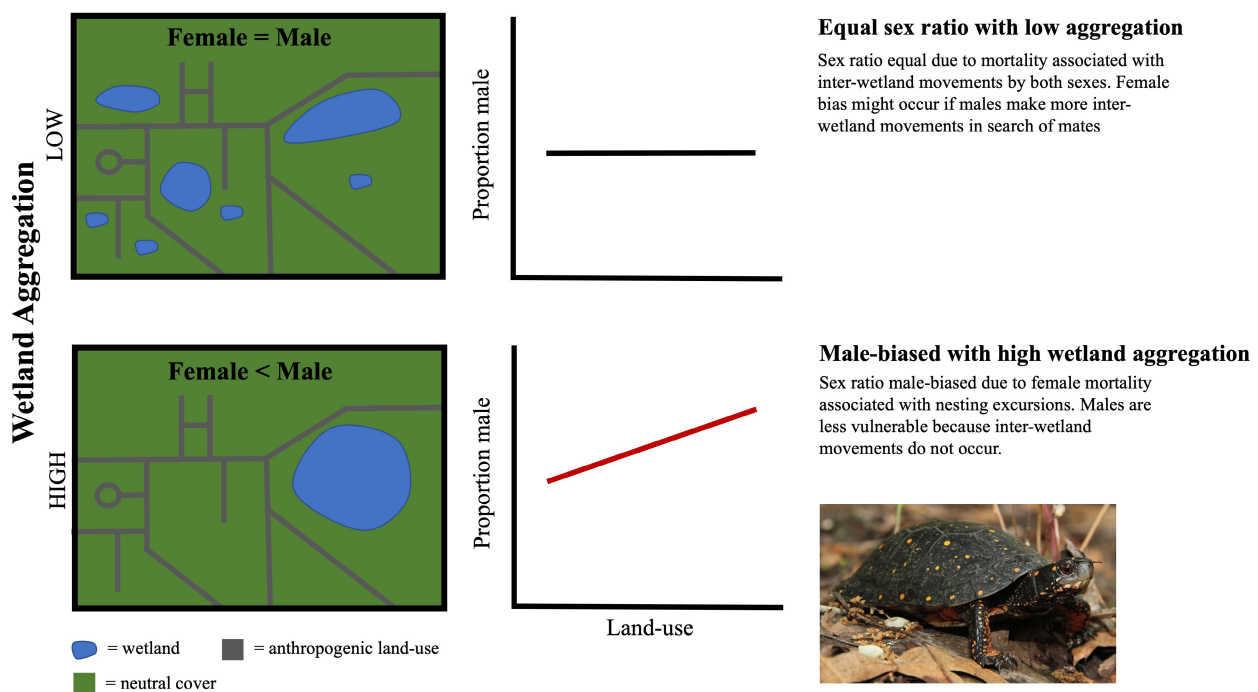 Wetland Aggregation
LOW
Female = Male
Proportion male
Equal sex ratio with low aggregation
Sex ratio equal due to mortality associated with
inter-wetland movements by both sexes. Female
bias might occur if males make more inter-
wetland movements in search of mates
HIGH
Female < Male
Proportion male
Land-use
Male-biased with high wetland aggregation
Sex ratio male-biased due to female mortality
associated with nesting excursions. Males are
less vulnerable because inter-wetland
movements do not occur.
= wetland
= anthropogenic land-use
= neutral cover